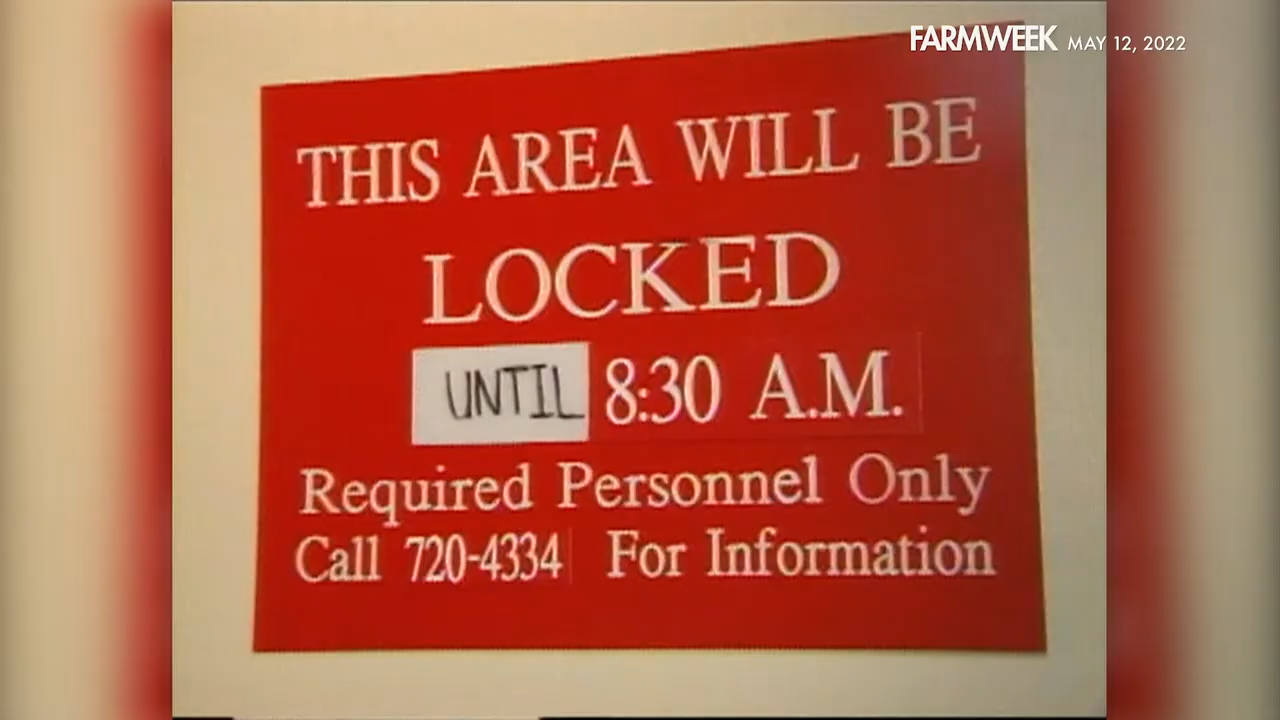 FARMWEEK MAY 12, 2022
THIS AREA WILL BE
LOCKED
UNTIL 8:30 A.M.
Required Personnel Only
Call 720-4334 For Information